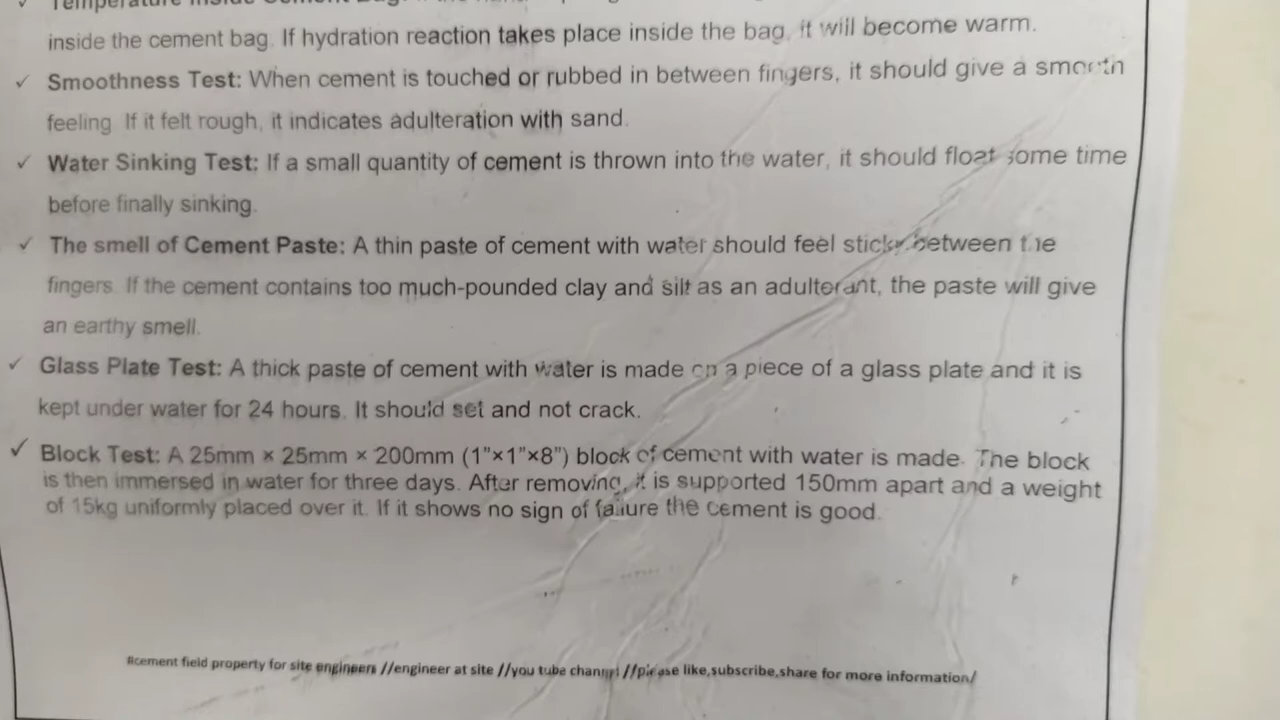 Temperature Inside Cement Bag: If the hand
inside the cement bag. If hydration reaction takes place inside the bag, it will become warm.
✓ Smoothness Test: When cement is touched or rubbed in between fingers, it should give a smooth
feeling. If it felt rough, it indicates adulteration with sand.
✓ Water Sinking Test: If a small quantity of cement is thrown into the water, it should float some time
before finally sinking.
✓ The smell of Cement Paste: A thin paste of cement with water should feel sticky between the
fingers. If the cement contains too much-pounded clay and silt as an adulterant, the paste will give
an earthy smell.
✓ Glass Plate Test: A thick paste of cement with water is made on a piece of a glass plate and it is
kept under water for 24 hours. It should set and not crack.
✓ Block Test: A 25mm × 25mm × 200mm (1"×1"×8") block of cement with water is made. The block
is then immersed in water for three days. After removing, it is supported 150mm apart and a weight
of 15kg uniformly placed over it. If it shows no sign of failure the cement is good.
#cement field property for site engineers //engineer at site //you tube channel //please like,subscribe,share for more information/